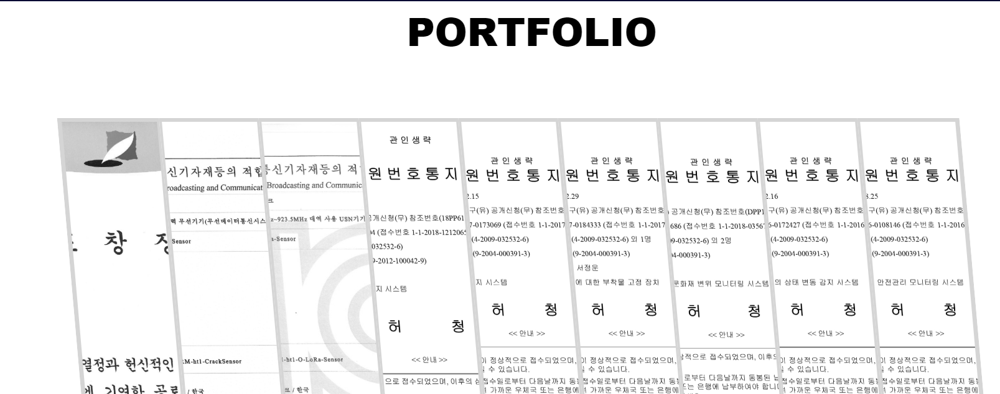 PORTFOLIO
창
열정과 헌신적인
신기자재등의 적합
Broadcasting and Communicat
력 무선기기(무선데이터통신시스
Sensor
RM-ht1-CrackSensor
/ 한국
신기자재등의 적
Broadcasting and Communic
크
z~923.5MHz 대역 사용 USN기기
a-Sensor
-ht1-O-LoRa-Sensor
크 / 한국
관 인 생 략
원 번 호 통 지
공개신청(무) 참조번호(18PP61
4 (접수번호 1-1-2018-1212065
032532-6)
9-2012-100042-9)
지 시스템
허 청
<< 안내 >>
으로 접수되었으며, 이후의 심
관 인 생 략
원 번 호 통 지
2.15
구(유) 공개신청(무) 참조번호
7-0173069 (접수번호 1-1-2017
(4-2009-032532-6)
(9-2004-000391-3)
지 시스템
허 청
<< 안내 >>
이 정상적으로 접수되었으며,
실 수 있습니다.
접수일로부터 다음날까지 동봉
너 가까운 우체국 또는 은행에
관 인 생 략
원 번 호 통 지
2.29
구(유) 공개신청(무) 참조번호
7-0184333 (접수번호 1-1-2017
(4-2009-032532-6) 외 1명
(9-2004-000391-3)
서정운
에 대한 부착물 고정 장치
허 청
<< 안내 >>
이 정상적으로 접수되었으며,
실 수 있습니다.
접수일로부터 다음날까지 동봉
너 가까운 우체국 또는 은행에
관 인 생 략
원 번 호 통 지
공개신청(무) 참조번호(DPP1
686 (접수번호 1-1-2018-0356
09-032532-6) 외 2명
04-000391-3)
문화재 변위 모니터링 시스템
허 청
<< 안내 >>
상적으로 접수되었으며, 이후의
로부터 다음날까지 동봉된 납
또는 은행에 납부하여야 합니다
관 인 생 략
원 번 호 통 지
2.16
구(유) 공개신청(무) 참조번호
6-0172427 (접수번호 1-1-2016
(4-2009-032532-6)
(9-2004-000391-3)
의 상태 변동 감지 시스템
허 청
<< 안내 >>
이 정상적으로 접수되었으며,
실 수 있습니다.
접수일로부터 다음날까지 동봉
너 가까운 우체국 또는 은행에
관 인 생 략
원 번 호 통 지
8.25
구(유) 공개신청(무) 참조번호
6-0108146 (접수번호 1-1-2016
(4-2009-032532-6)
(9-2004-000391-3)
안전관리 모니터링 시스템
허 청
<< 안내 >>
이 정상적으로 접수되었으며,
실 수 있습니다.
접수일로부터 다음날까지 동봉
너 가까운 우체국 또는 은행에